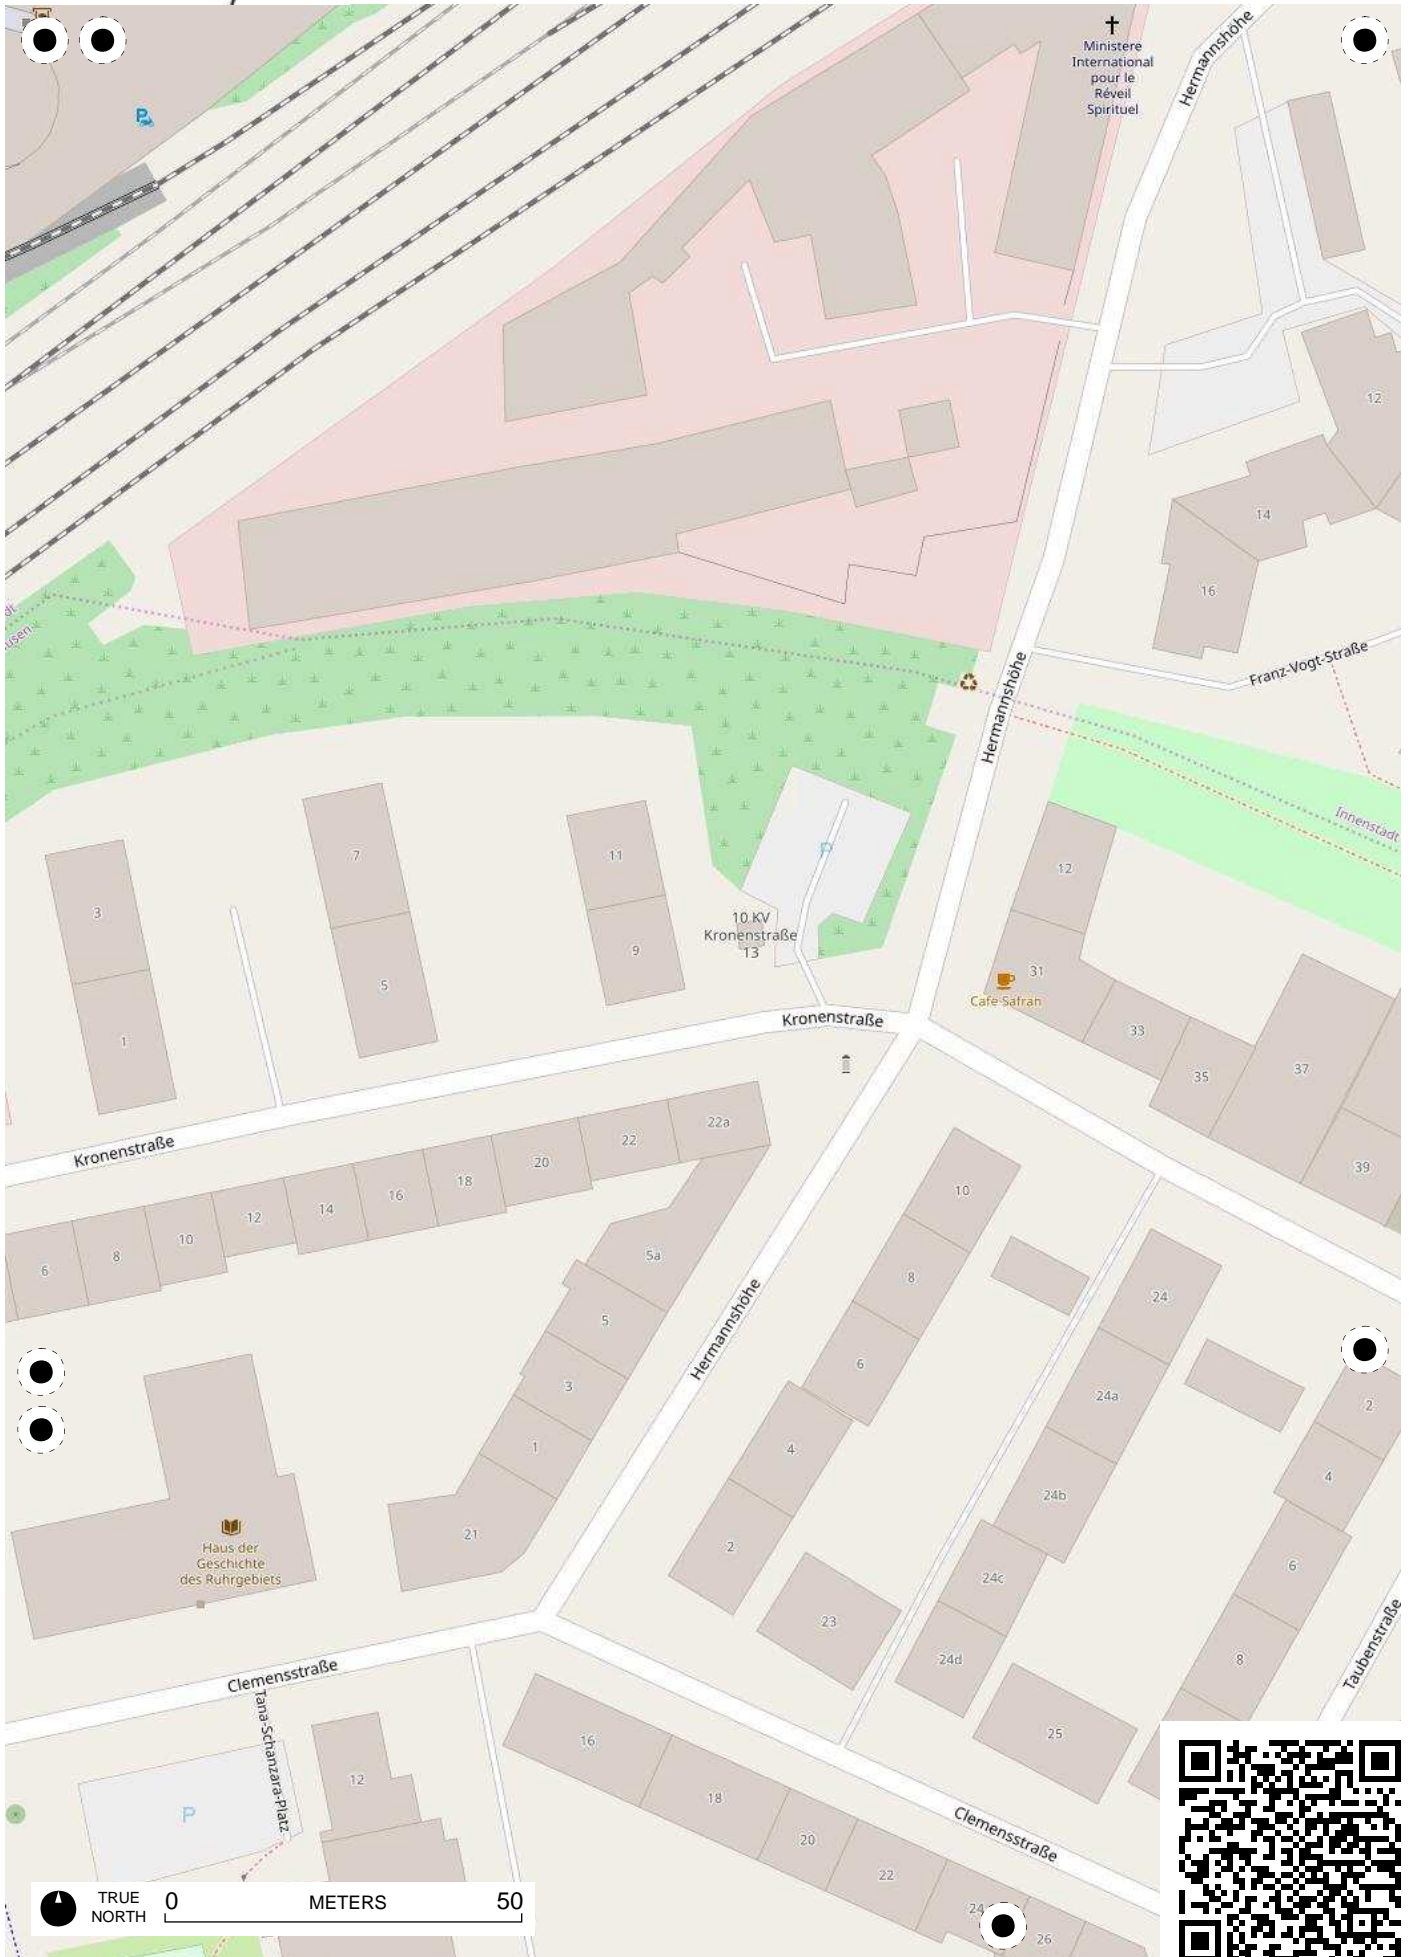 P
Ministere
International
pour le
Réveil
Spirituel
Hermannshöhe
12
14
16
Franz-Vogt-Straße
Hermannshöhe
Innenstadt
3
7
11
P
12
1
5
9
10 KV
Kronenstraße
13
31
Cafe Safran
33
35
37
39
Kronenstraße
Kronenstraße
6
8
10
12
14
16
18
20
22
22a
5a
5
3
1
21
Hermannshöhe
10
8
6
4
2
23
24
24a
24b
24c
24d
25
2
4
6
8
Taubenstraße
Haus der
Geschichte
des Ruhrgebiets
Clemensstraße
Tana-Schanzara-Platz
P
12
16
18
20
22
24
26
Clemensstraße
TRUE
NORTH
0 METERS 50